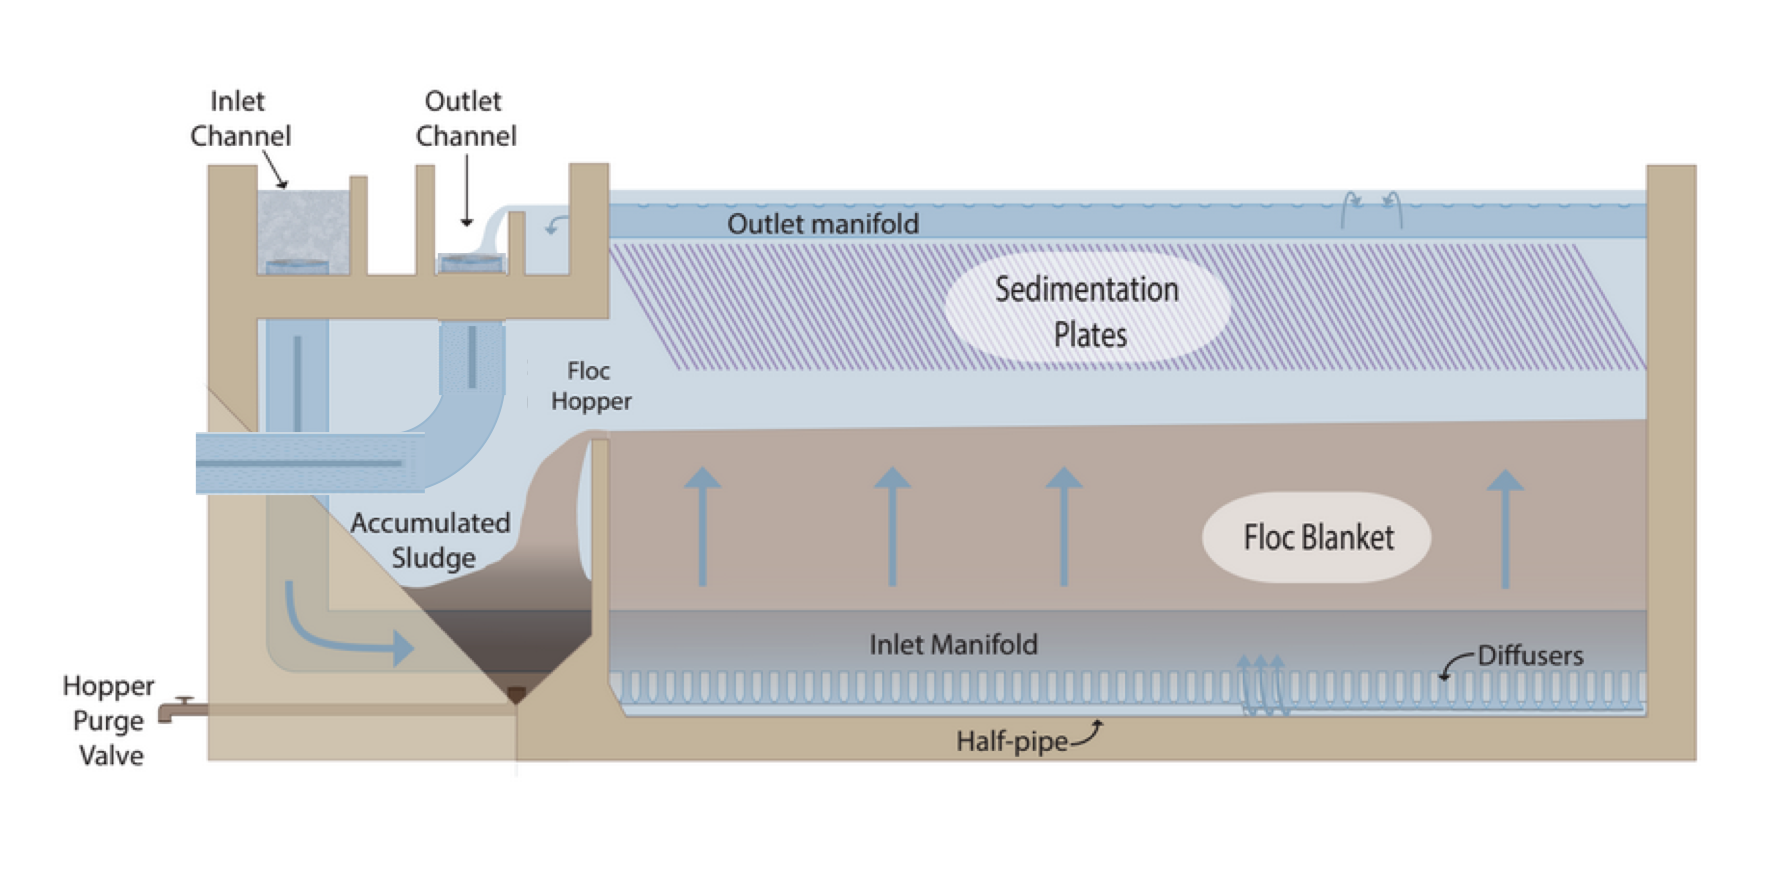 Inlet
Channel
Outlet
Channel
Outlet manifold
Sedimentation
Plates
Floc
Hopper
Accumulated
Sludge
Floc Blanket
Inlet Manifold
Diffusers
Hopper
Purge
Valve
Half-pipe